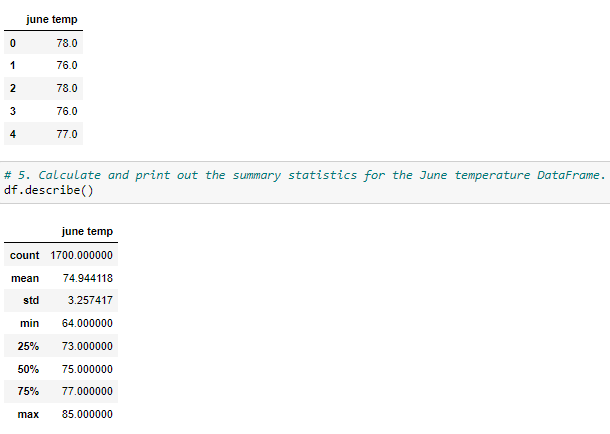 june temp
0 78.0
1 76.0
2 78.0
3 76.0
4 77.0
# 5. Calculate and print out the summary statistics for the June temperature DataFrame.
df.describe()
june temp
count 1700.000000
mean 74.944118
std 3.257417
min 64.000000
25% 73.000000
50% 75.000000
75% 77.000000
max 85.000000